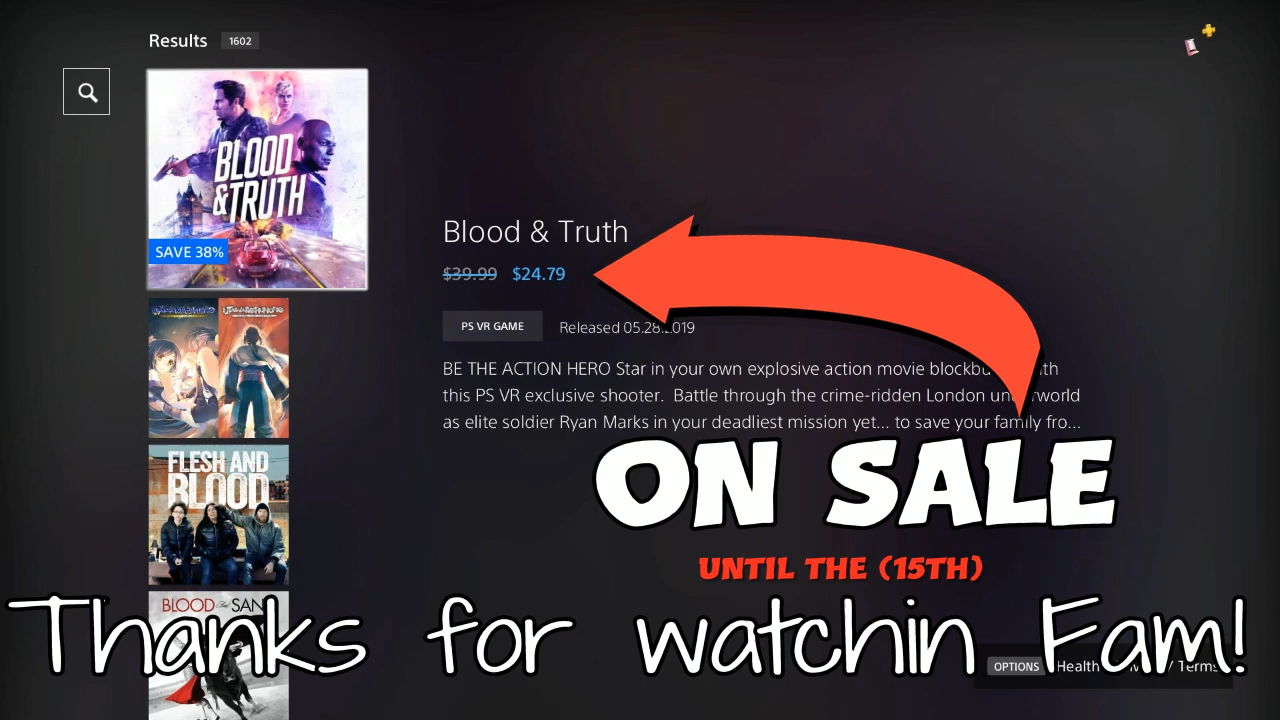 Results 1602
BLOOD
& TRUTH
SAVE 38%
Blood & Truth
$39.99 $24.79
PS VR GAME Released 05.28.2019
BE THE ACTION HERO Star in your own explosive action movie
this PS VR exclusive shooter. Battle through the crime-ridden London
as elite soldier Ryan Marks in your deadliest mission yet... to save your family fro...
FLESH AND
BLOOD
ON SALE
UNTIL THE (15TH)
BLOOD
Thanks for watchin Fam!
OPTIONS Health / Terms